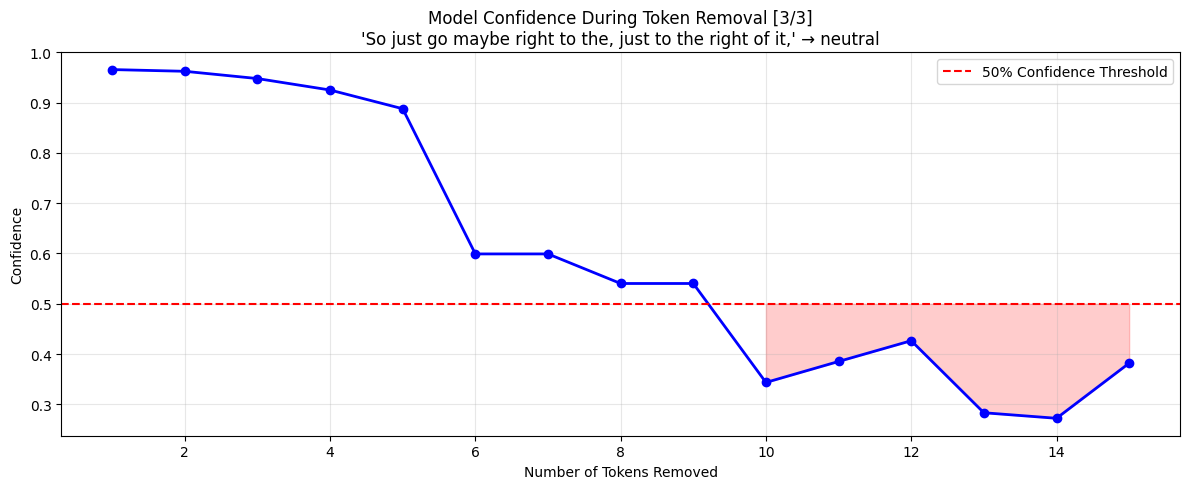 Model Confidence During Token Removal [3/3]
'So just go maybe right to the, just to the right of it,' → neutral
50% Confidence Threshold
Confidence
1.0
0.9
0.8
0.7
0.6
0.5
0.4
0.3
2 4 6 8 10 12 14
Number of Tokens Removed